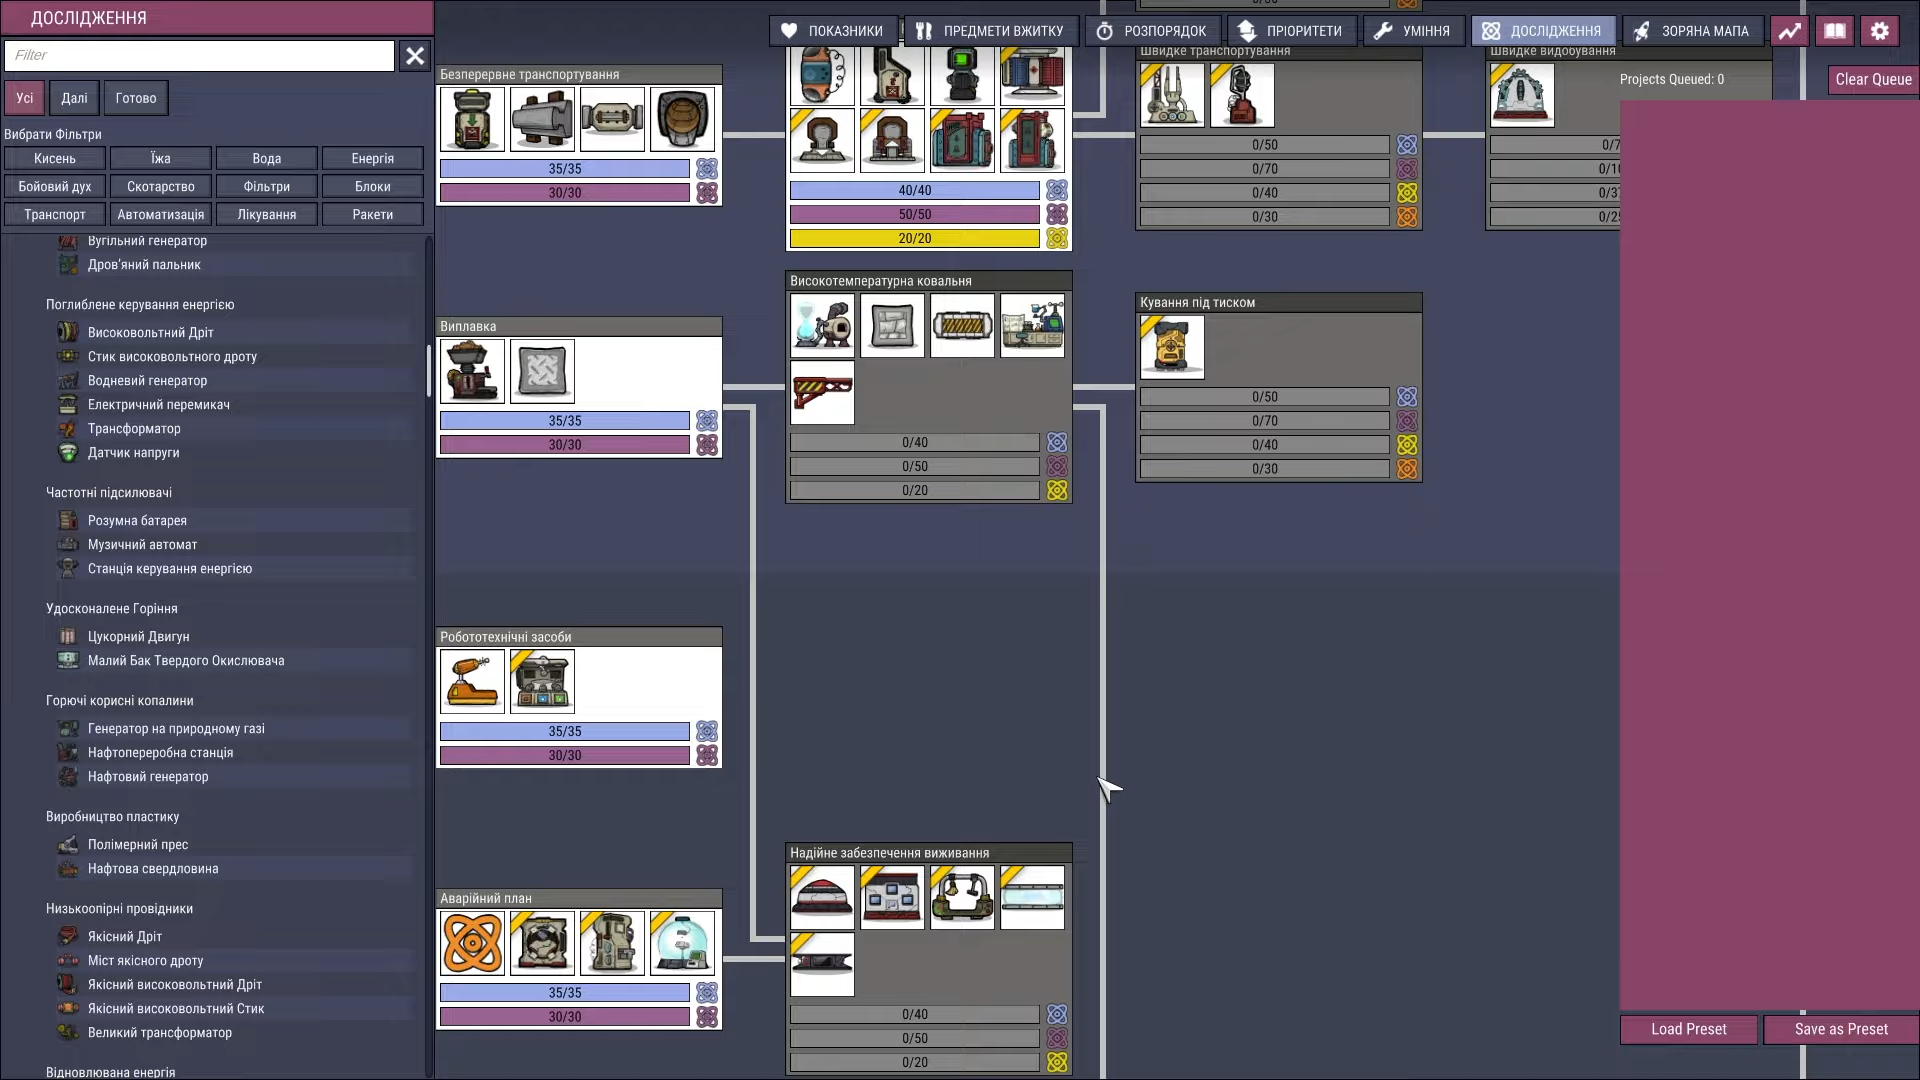 ДОСЛІДЖЕННЯ
Filter
Усі
Далі
Готово
Вибрати Фільтри
Кисень
Їжа
Вода
Енергія
Бойовий дух
Скотарство
Фільтри
Блоки
Транспорт
Автоматизація
Лікування
Ракети
Вугільний генератор
Дров'яний пальник
Поглиблене керування енергією
Високовольтний Дріт
Стик високовольтного дроту
Водневий генератор
Електричний перемикач
Трансформатор
Датчик напруги
Частотні підсилювачі
Розумна батарея
Музичний автомат
Станція керування енергією
Удосконалене Горіння
Цукорний Двигун
Малий Бак Твердого Окислювача
Горючі корисні копалини
Генератор на природному газі
Нафтопереробна станція
Нафтовий генератор
Виробництво пластику
Полімерний прес
Нафтова свердловина
Низькоопірні провідники
Якісний Дріт
Міст якісного дроту
Якісний високовольтний Дріт
Якісний високовольтний Стик
Великий трансформатор
Відновлювана енергія
ПОКАЗНИКИ
ПРЕДМЕТИ ВЖИТКУ
РОЗПОРЯДОК
ПРІОРИТЕТИ
УМІННЯ
ДОСЛІДЖЕННЯ
ЗОРЯНА МАПА
Projects Queued: 0
Clear Queue
Безперервне транспортування
35/35
30/30
40/40
50/50
20/20
Швидке транспортування
0/50
0/70
0/40
0/30
Швидке видобування
Виплавка
35/35
30/30
Високотемпературна ковальня
0/40
0/50
0/20
Кування під тиском
0/50
0/70
0/40
0/30
Робототехнічні засоби
35/35
30/30
Аварійний план
35/35
30/30
Надійне забезпечення виживання
0/40
0/50
0/20
Load Preset
Save as Preset